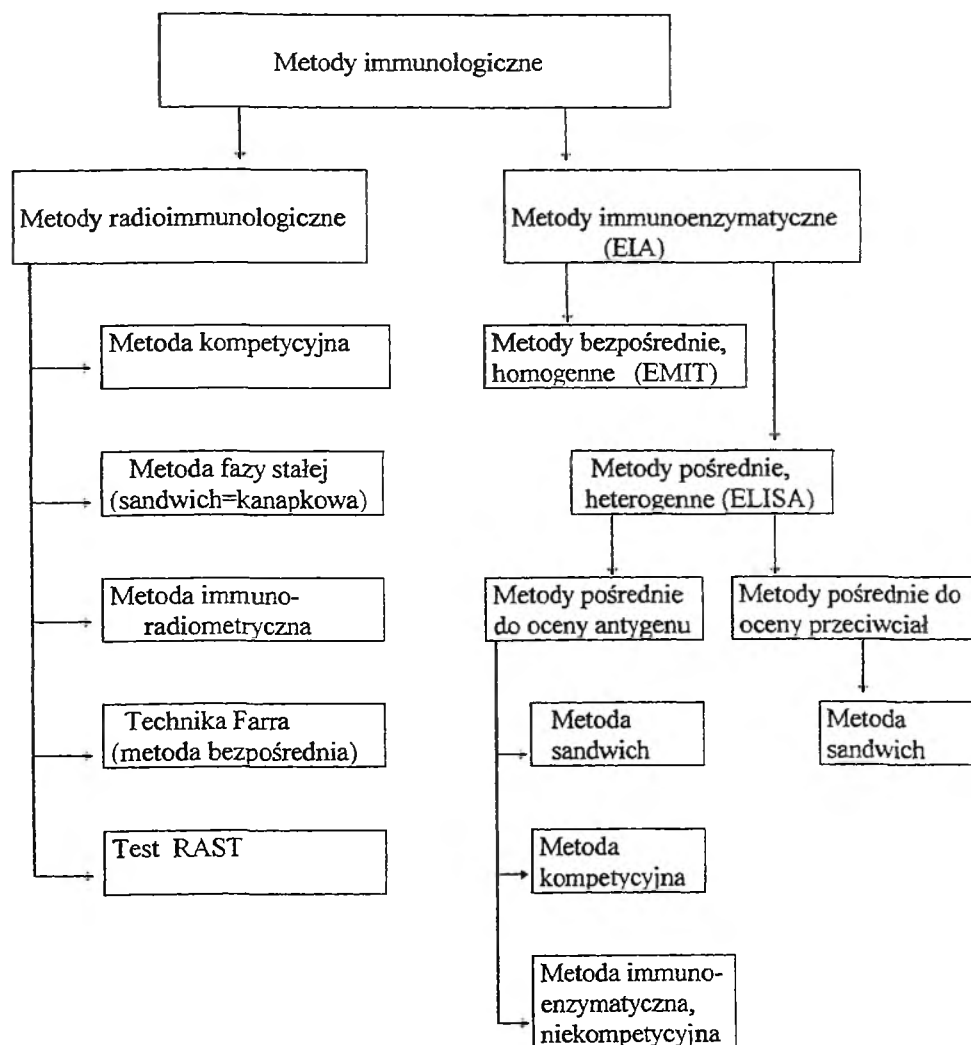 Metody immunologiczne
Metody radioimmunologiczne
Metoda kompetycyjna
Metoda fazy stałej
(sandwich=kanapkowa)
Metoda immuno-
radiometryczna
Technika Farra
(metoda bezpośrednia)
Test RAST
Metody immunoenzymatyczne
(EIA)
Metody bezpośrednie,
homogenne (EMIT)
Metody pośrednie,
heterogenne (ELISA)
Metody pośrednie
do oceny antygenu
Metoda
sandwich
Metoda
kompetycyjna
Metoda immuno-
enzymatyczna,
niekompetycyjna
Metody pośrednie do
oceny przeciwciał
Metoda
sandwich